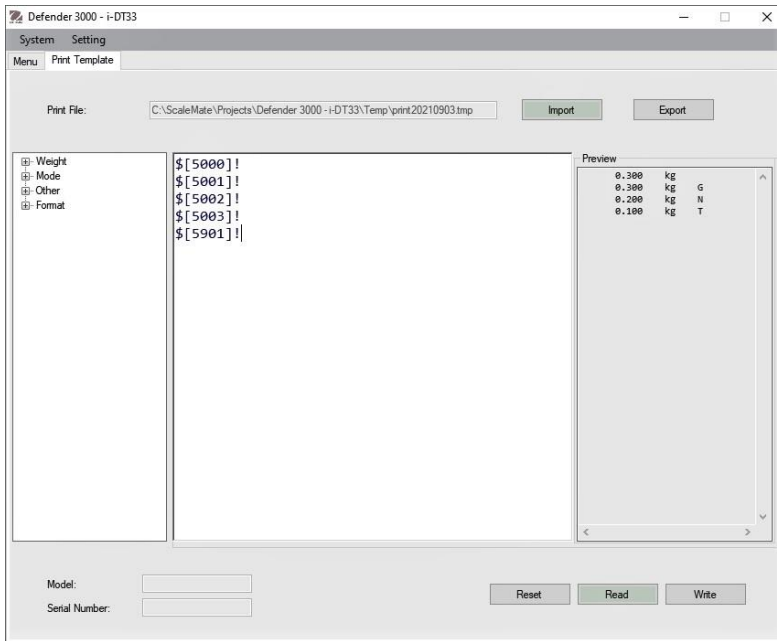 Defender 3000 - i-DT33
System Setting
Menu Print Template
Print File: C:\ScaleMate\Projects\Defender 3000 - i-DT33\Temp\print20210903.tmp Import Export
Weight
Mode
Other
Format
$[5000]!
$[5001]!
$[5002]!
$[5003]!
$[5901]!
Preview
0.300 kg
0.300 kg G
0.200 kg N
0.100 kg T
Model:
Serial Number:
Reset Read Write